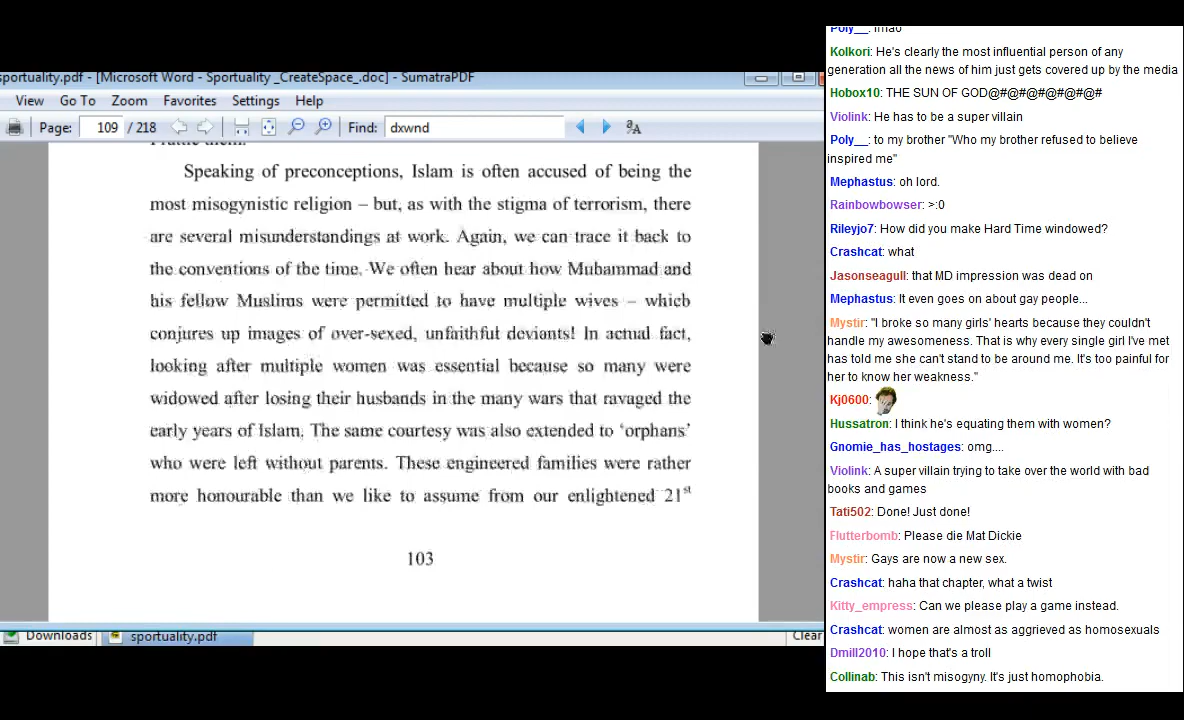 sportuality.pdf - [Microsoft Word - Sportuality _CreateSpace_.doc] - SumatraPDF
View Go To Zoom Favorites Settings Help
Page: 109 / 218 Find: dxwnd
Prattle them.
Speaking of preconceptions, Islam is often accused of being the
most misogynistic religion – but, as with the stigma of terrorism, there
are several misunderstandings at work. Again, we can trace it back to
the conventions of the time. We often hear about how Muhammad and
his fellow Muslims were permitted to have multiple wives – which
conjures up images of over-sexed, unfaithful deviants! In actual fact,
looking after multiple women was essential because so many were
widowed after losing their husbands in the many wars that ravaged the
early years of Islam. The same courtesy was also extended to ‘orphans’
who were left without parents. These engineered families were rather
more honourable than we like to assume from our enlightened 21st
103
Downloads sportuality.pdf Clear
Poly__: lmao
Kolkori: He's clearly the most influential person of any
generation all the news of him just gets covered up by the media
Hobox10: THE SUN OF GOD@#@#@#@#@#@#
Violink: He has to be a super villain
Poly__: to my brother "Who my brother refused to believe
inspired me"
Mephastus: oh lord.
Rainbowbowser: >:0
Rileyjo7: How did you make Hard Time windowed?
Crashcat: what
Jasonseagull: that MD impression was dead on
Mephastus: It even goes on about gay people...
Mystir: "I broke so many girls' hearts because they couldn't
handle my awesomeness. That is why every single girl I've met
has told me she can't stand to be around me. It's too painful for
her to know her weakness."
Kj0600:
Hussatron: I think he's equating them with women?
Gnomie_has_hostages: omg....
Violink: A super villain trying to take over the world with bad
books and games
Tati502: Done! Just done!
Flutterbomb: Please die Mat Dickie
Mystir: Gays are now a new sex.
Crashcat: haha that chapter, what a twist
Kitty_empress: Can we please play a game instead.
Crashcat: women are almost as aggrieved as homosexuals
Dmill2010: I hope that's a troll
Collinab: This isn't misogyny. It's just homophobia.